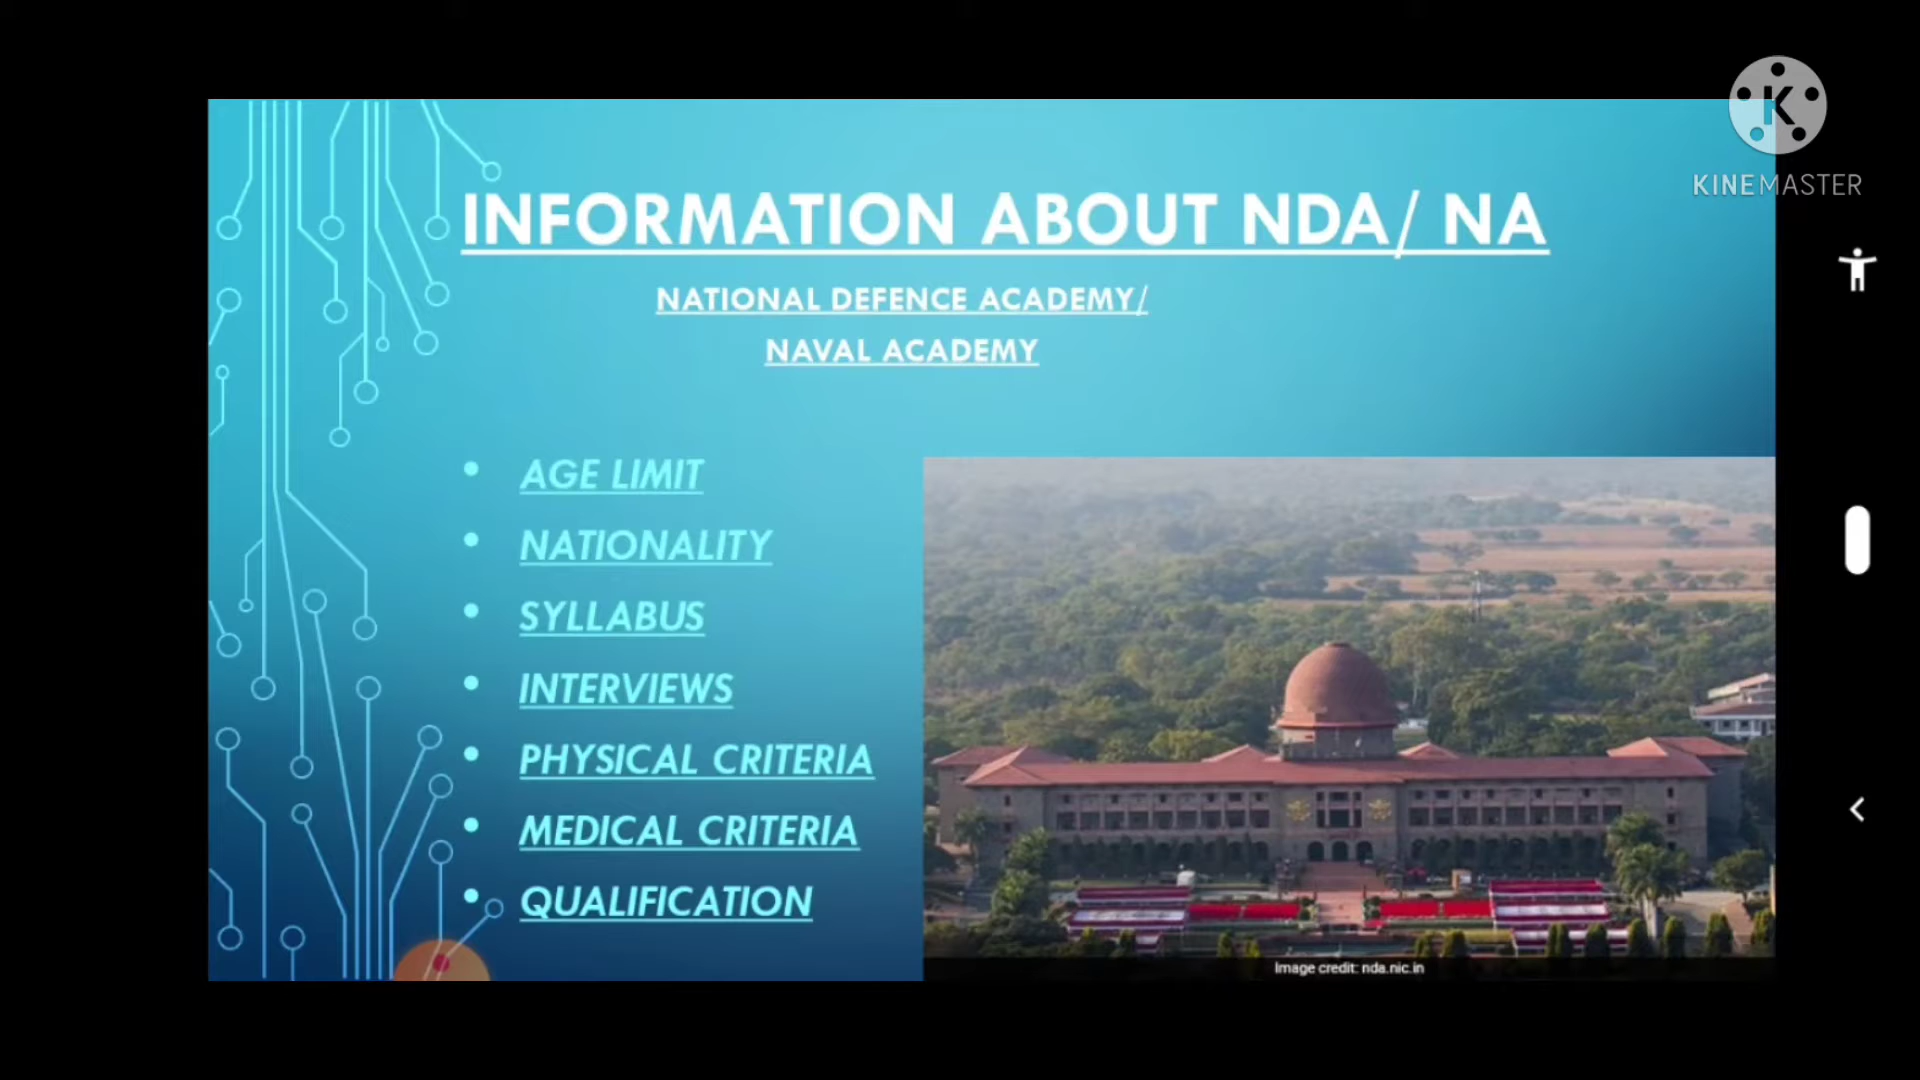 K
KINEMASTER
INFORMATION ABOUT NDA/ NA
NATIONAL DEFENCE ACADEMY/
NAVAL ACADEMY
• AGE LIMIT
• NATIONALITY
• SYLLABUS
• INTERVIEWS
• PHYSICAL CRITERIA
• MEDICAL CRITERIA
• QUALIFICATION
Image credit: nda.nic.in